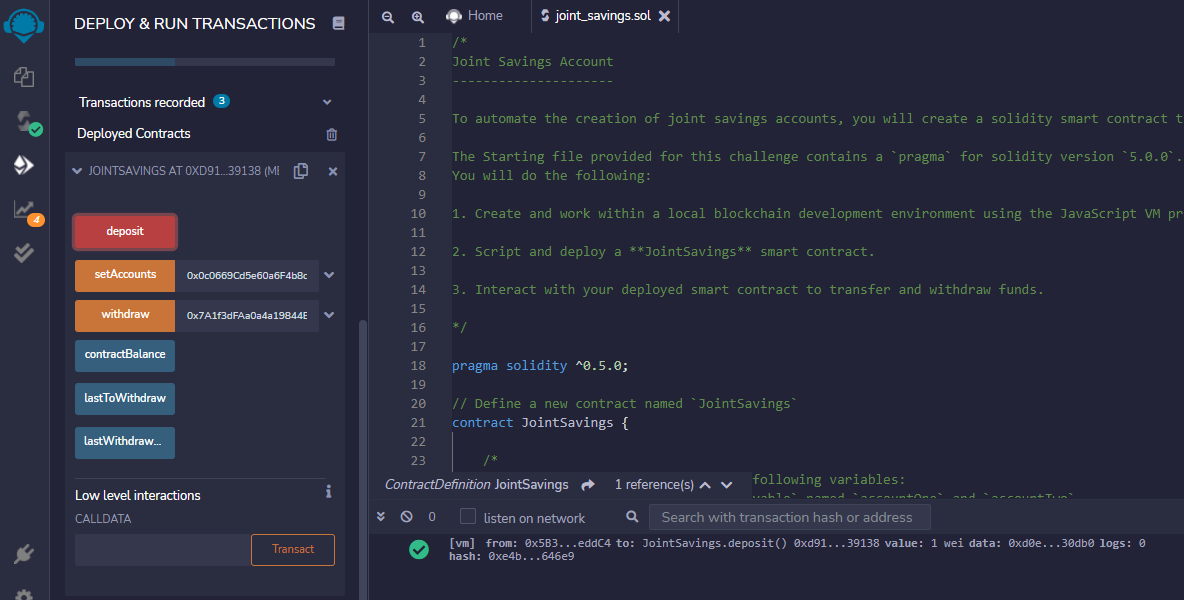 DEPLOY & RUN TRANSACTIONS
Transactions recorded 3
Deployed Contracts
JOINTSAVINGS AT 0XD91...39138 (MI
4
deposit
setAccounts 0x0c0669Cd5e60a6F4b8c
withdraw 0x7A1f3dFAa0a4a19844E
contractBalance
lastToWithdraw
lastWithdraw...
Low level interactions
CALLDATA
Transact
Home
joint_savings.sol
1 /*
2 Joint Savings Account
3 ---------------------
4
5 To automate the creation of joint savings accounts, you will create a solidity smart contract t
6
7 The Starting file provided for this challenge contains a `pragma` for solidity version `5.0.0`.
8 You will do the following:
9
10 1. Create and work within a local blockchain development environment using the JavaScript VM pr
11
12 2. Script and deploy a **JointSavings** smart contract.
13
14 3. Interact with your deployed smart contract to transfer and withdraw funds.
15
16 */
17
18 pragma solidity ^0.5.0;
19
20 // Define a new contract named `JointSavings`
21 contract JointSavings {
22
23 /*
following variables:
named `accountOne` and `accountTwo`
ContractDefinition JointSavings 1 reference(s)
0 listen on network Search with transaction hash or address
[vm] from: 0x5B3...eddC4 to: JointSavings.deposit() 0xd91...39138 value: 1 wei data: 0xd0e...30db0 logs: 0
hash: 0xe4b...646e9